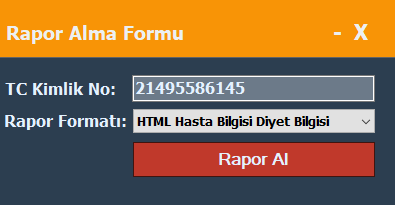 Rapor Alma Formu - X
TC Kimlik No: 21495586145
Rapor Formatı: HTML Hasta Bilgisi Diyet Bilgisi
Rapor Al